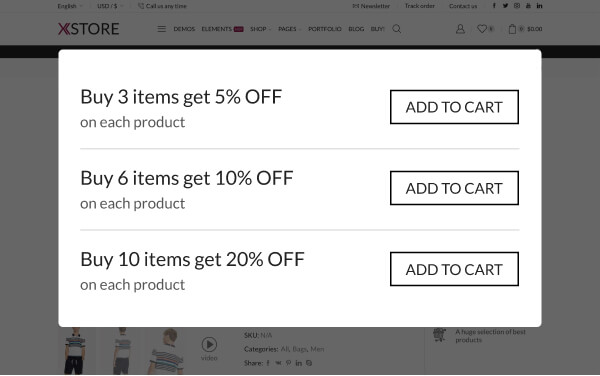 English USD / $ Call us any time Newsletter Track order Contact us
XSTORE DEMOS ELEMENTS SHOP PAGES PORTFOLIO BLOG BUY! 0 0 $0.00
Buy 3 items get 5% OFF
on each product
ADD TO CART
Buy 6 items get 10% OFF
on each product
ADD TO CART
Buy 10 items get 20% OFF
on each product
ADD TO CART
video
SKU: N/A
Categories: All, Bags, Men
Share:
A huge selection of best
products